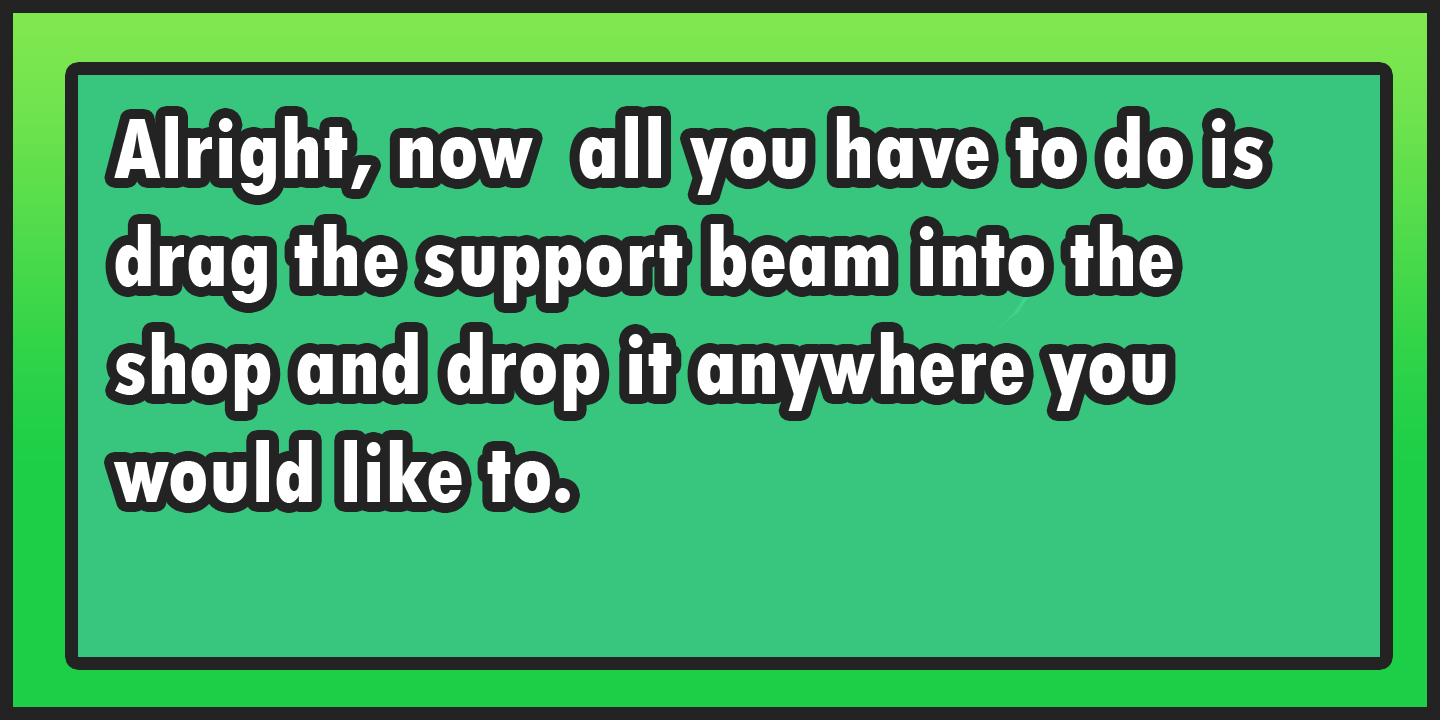 Alright, now  all you have to do is
drag the support beam into the
shop and drop it anywhere you
would like to.